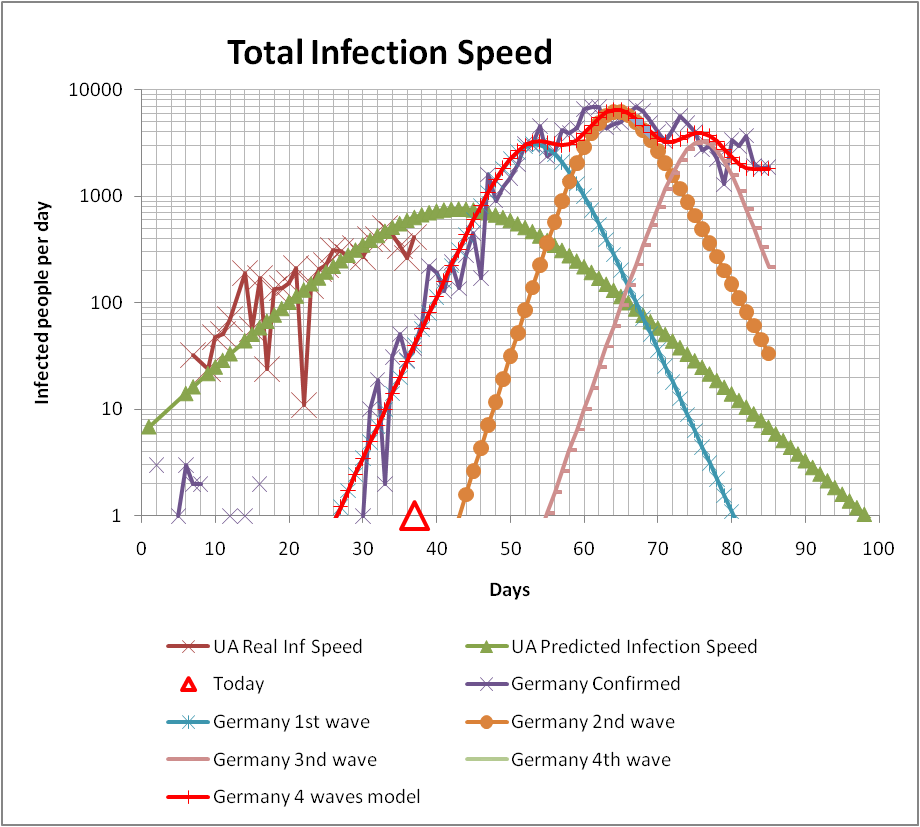 Total Infection Speed
Infected people per day
10000
1000
100
10
1
0 10 20 30 40 50 60 70 80 90 100
Days
UA Real Inf Speed
UA Predicted Infection Speed
Today
Germany Confirmed
Germany 1st wave
Germany 2nd wave
Germany 3nd wave
Germany 4th wave
Germany 4 waves model